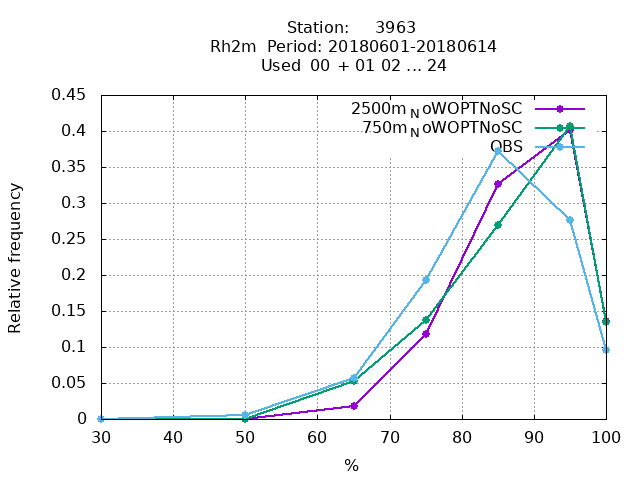 Station: 3963
Rh2m Period: 20180601-20180614
Used 00 + 01 02 ... 24
2500m_NoWOPTNoSC
750m_NoWOPTNoSC
OBS
0.45
0.4
0.35
0.3
0.25
0.2
0.15
0.1
0.05
0
Relative frequency
30 40 50 60 70 80 90 100
%